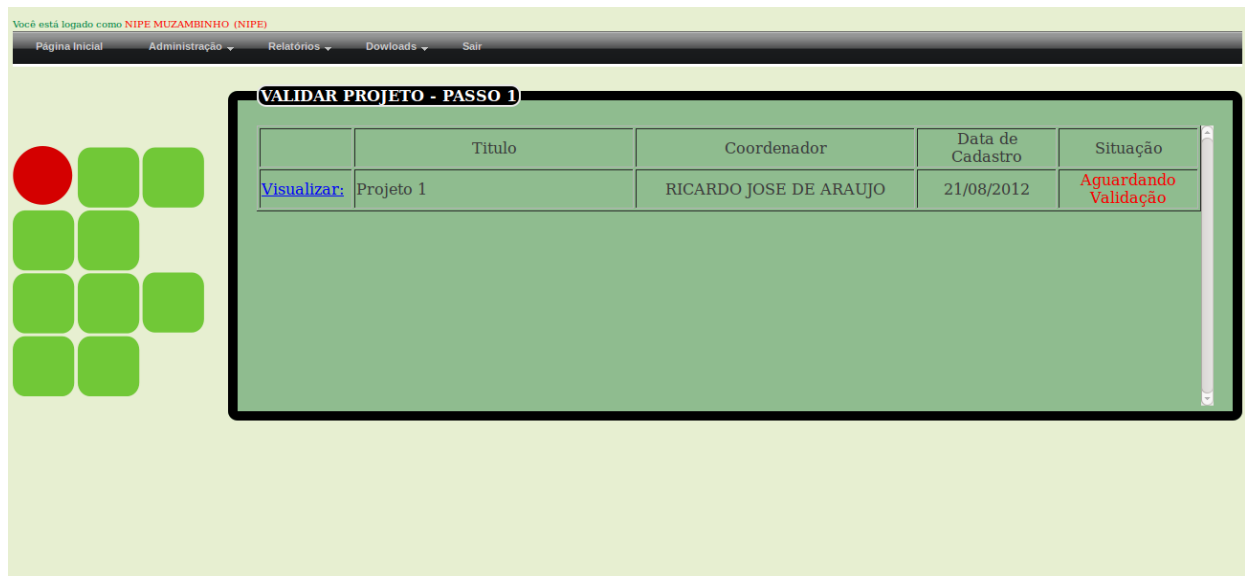 Você está logado como NIPE MUZAMBINHO (NIPE)
Página Inicial Administração Relatórios Dowloads Sair
VALIDAR PROJETO - PASSO 1
Titulo Coordenador Data de Cadastro Situação
Visualizar: Projeto 1 RICARDO JOSE DE ARAUJO 21/08/2012 Aguardando Validação